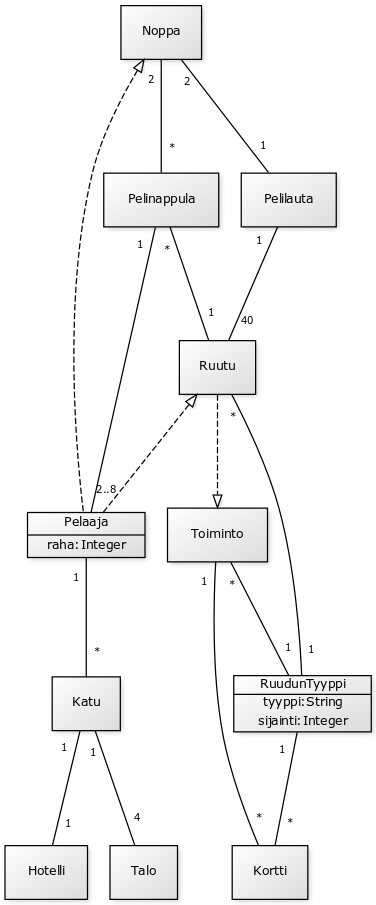 Noppa
2
2
*
1
Pelinappula
Pelilauta
1
*
1
1
40
Ruutu
*
2..8
Pelaaja
raha:Integer
Toiminto
1
*
1
*
1
1
RuudunTyyppi
tyyppi:String
sijainti:Integer
Katu
1
1
1
1
4
*
*
Hotelli
Talo
Kortti